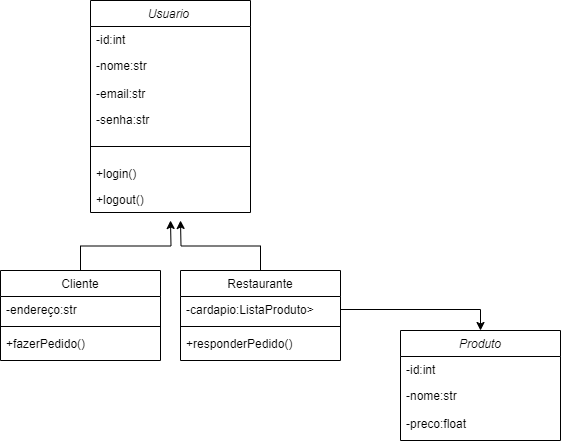 Usuario
-id:int
-nome:str
-email:str
-senha:str
+login()
+logout()
Cliente
-endereço:str
+fazerPedido()
Restaurante
-cardapio:ListaProduto>
+responderPedido()
Produto
-id:int
-nome:str
-preco:float